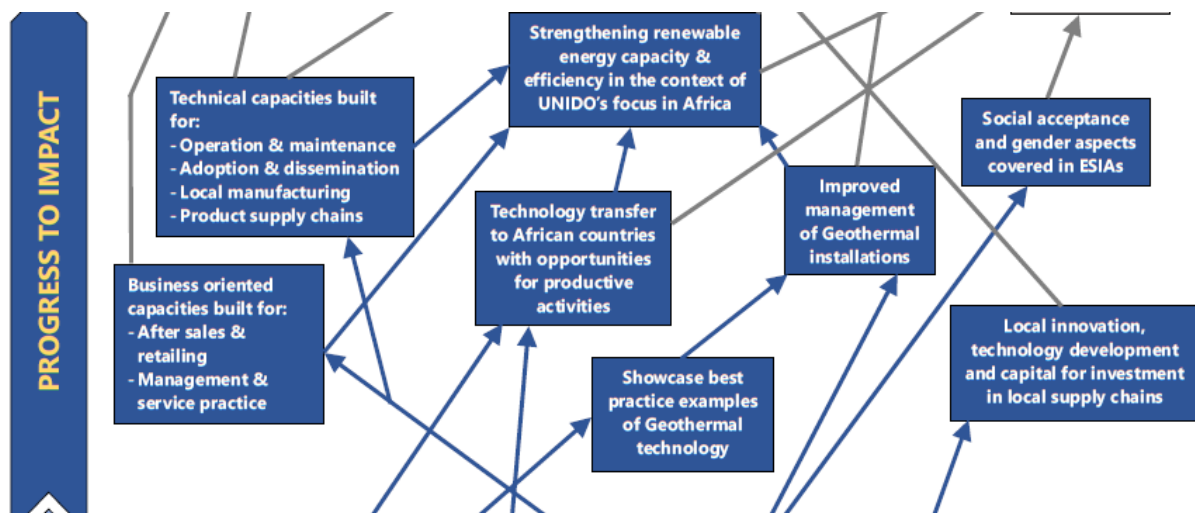 PROGRESS TO IMPACT
Strengthening renewable
energy capacity &
efficiency in the context of
UNIDO's focus in Africa
Technical capacities built
for:
- Operation & maintenance
- Adoption & dissemination
- Local manufacturing
- Product supply chains
Social acceptance
and gender aspects
covered in ESIAs
Technology transfer
to African countries
with opportunities
for productive
activities
Improved
management
of Geothermal
installations
Business oriented
capacities built for:
- After sales &
retailing
- Management &
service practice
Local innovation,
technology development
and capital for investment
in local supply chains
Showcase best
practice examples
of Geothermal
technology